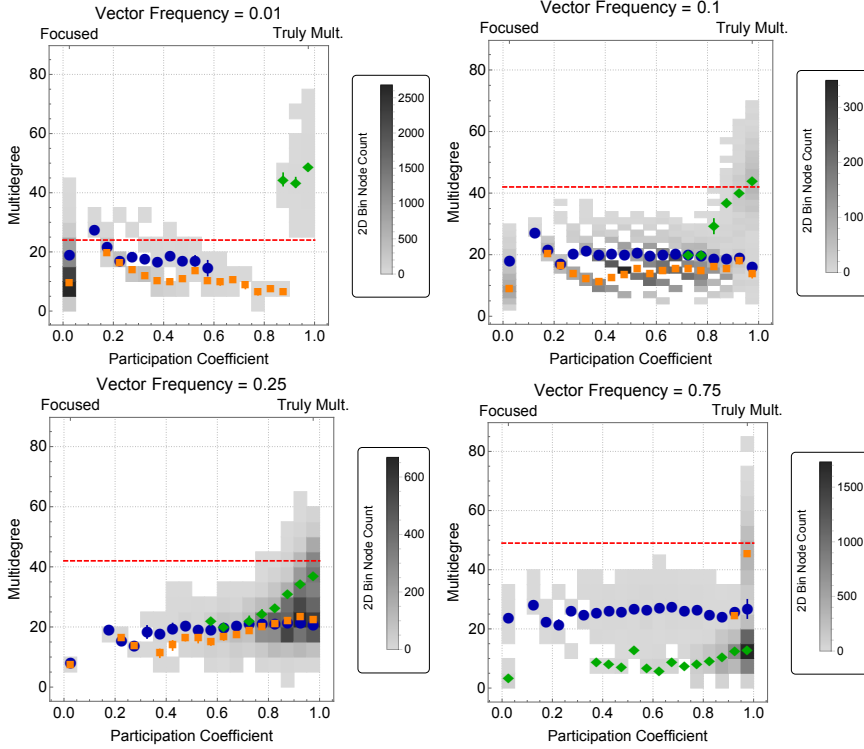 Vector Frequency = 0.01
Focused
Truly Mult.
80
60
40
20
0
Multidegree
0.0 0.2 0.4 0.6 0.8 1.0
Participation Coefficient
2D Bin Node Count
2500
2000
1500
1000
500
0
Vector Frequency = 0.1
Focused
Truly Mult.
80
60
40
20
0
Multidegree
0.0 0.2 0.4 0.6 0.8 1.0
Participation Coefficient
2D Bin Node Count
300
200
100
0
Vector Frequency = 0.25
Focused
Truly Mult.
80
60
40
20
0
Multidegree
0.0 0.2 0.4 0.6 0.8 1.0
Participation Coefficient
2D Bin Node Count
600
400
200
0
Vector Frequency = 0.75
Focused
Truly Mult.
80
60
40
20
0
Multidegree
0.0 0.2 0.4 0.6 0.8 1.0
Participation Coefficient
2D Bin Node Count
1500
1000
500
0